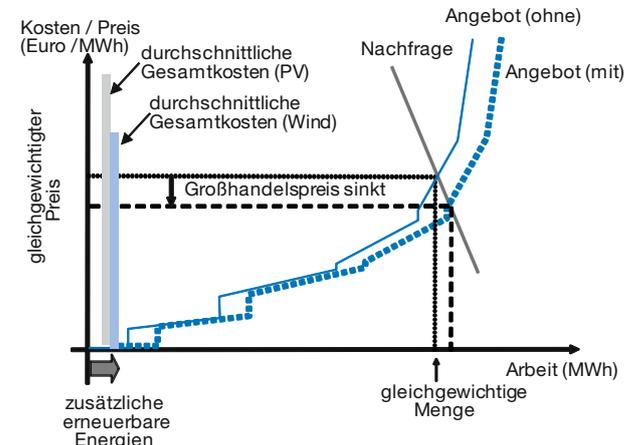 Kosten / Preis
(Euro /MWh)
Angebot (ohne)
Nachfrage
durchschnittliche
Gesamtkosten (PV)
Angebot (mit)
durchschnittliche
Gesamtkosten (Wind)
gleichgewichtigter
Preis
Großhandelspreis sinkt
Arbeit (MWh)
gleichgewichtige
Menge
zusätzliche
erneuerbare
Energien